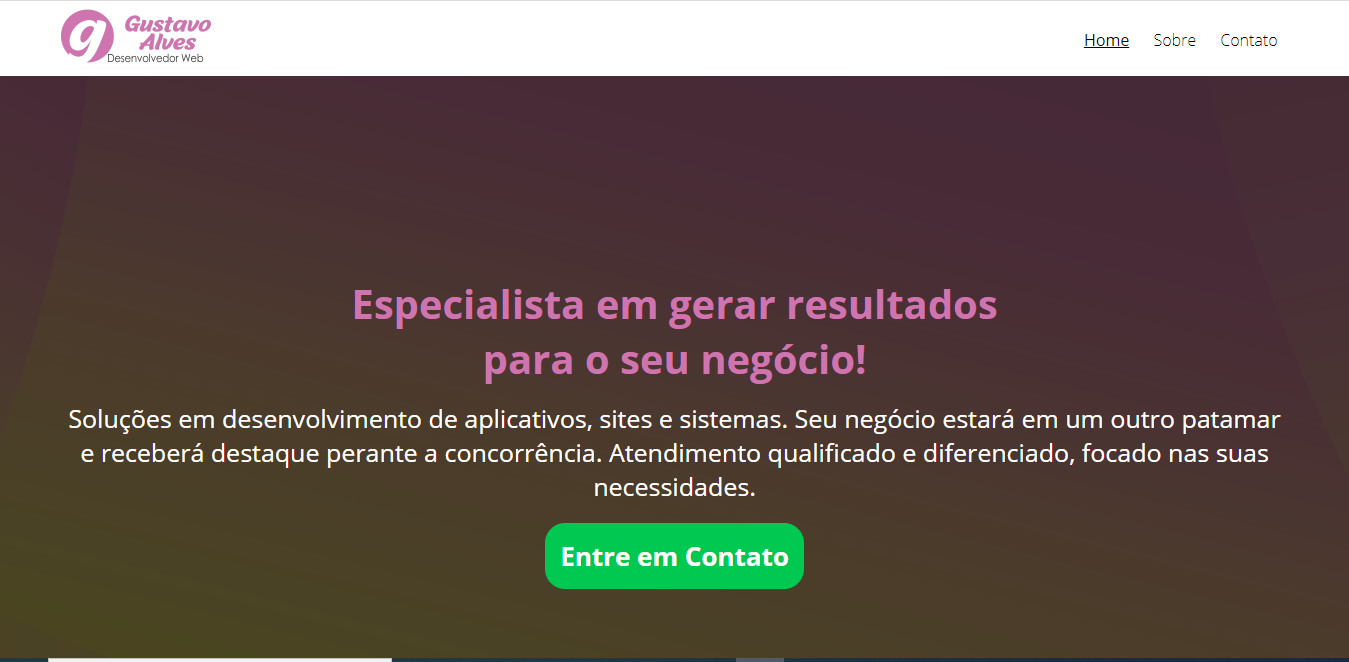 g Gustavo
Alves
Desenvolvedor Web
Home Sobre Contato
Especialista em gerar resultados
para o seu negócio!
Soluções em desenvolvimento de aplicativos, sites e sistemas. Seu negócio estará em um outro patamar
e receberá destaque perante a concorrência. Atendimento qualificado e diferenciado, focado nas suas
necessidades.
Entre em Contato